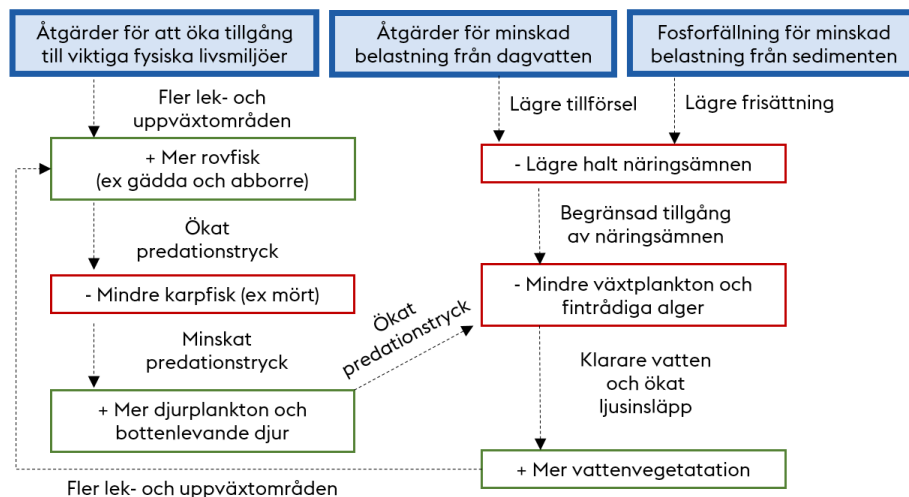 Åtgärder för att öka tillgång
till viktiga fysiska livsmiljöer
Åtgärder för minskad
belastning från dagvatten
Fosforfällning för minskad
belastning från sedimenten
Fler lek- och
uppväxtområden
Lägre tillförsel
Lägre frisättning
+ Mer rovfisk
(ex gädda och abborre)
- Lägre halt näringsämnen
Ökat
predationstryck
Begränsad tillgång
av näringsämnen
- Mindre karpfisk (ex mört)
- Mindre växtplankton och
fintrådiga alger
Minskat
predationstryck
Ökat
predationstryck
Klarare vatten
och ökat
ljusinsläpp
+ Mer djurplankton och
bottenlevande djur
+ Mer vattenvegetatation
Fler lek- och uppväxtområden